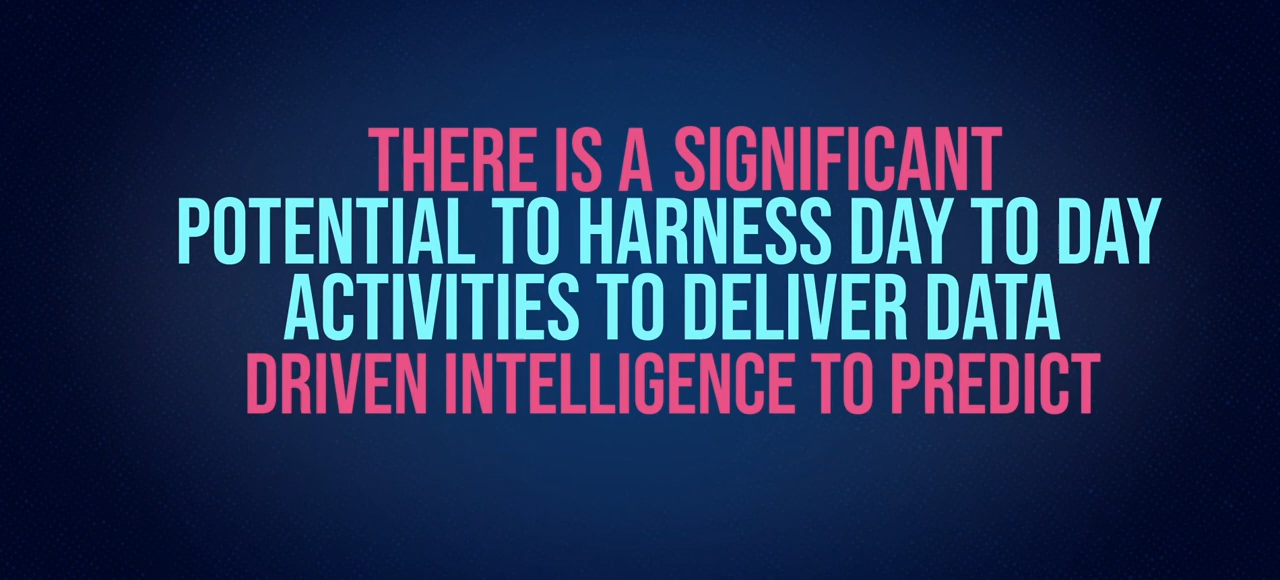 THERE IS A SIGNIFICANT
POTENTIAL TO HARNESS DAY TO DAY
ACTIVITIES TO DELIVER DATA
DRIVEN INTELLIGENCE TO PREDICT